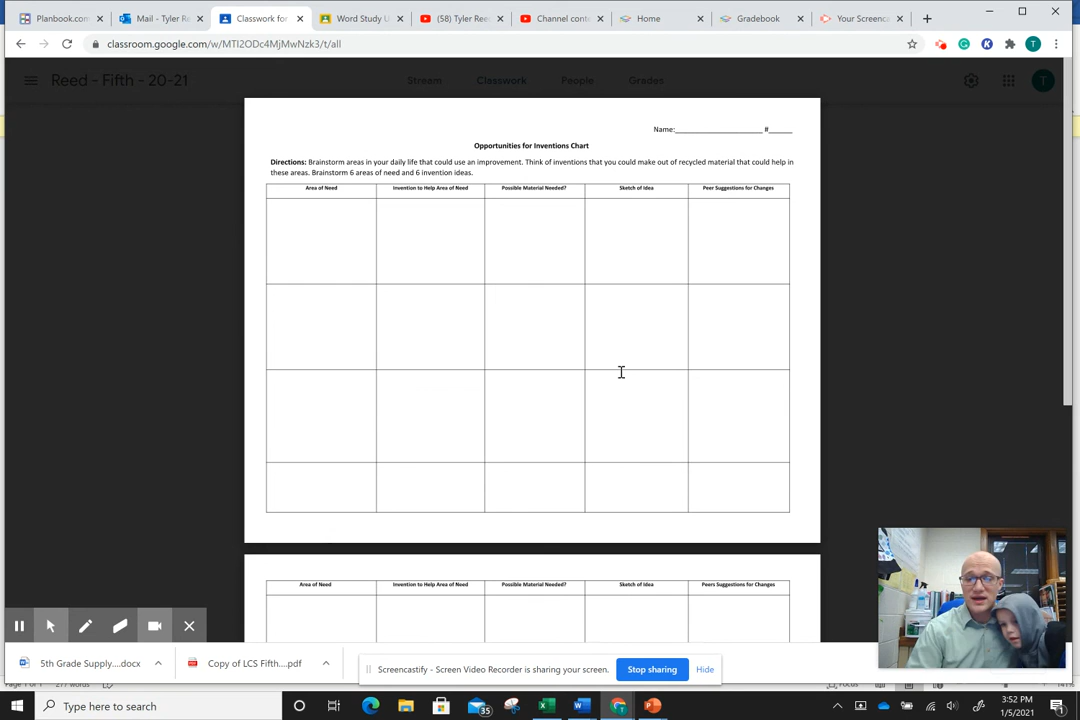 Planbook.com
Mail - Tyler Re
Classwork for
Word Study U
(58) Tyler Ree
Channel conte
Home
Gradebook
Your Screenca
classroom.google.com/w/MTI2ODc4MjMwNzk3/t/all
Reed - Fifth - 20-21
Stream
Classwork
People
Grades
T
T
Name:______________________ #______
Opportunities for Inventions Chart
Directions: Brainstorm areas in your daily life that could use an improvement. Think of inventions that you could make out of recycled material that could help in
these areas. Brainstorm 6 areas of need and 6 invention ideas.
Area of Need
Invention to Help Area of Need
Possible Material Needed?
Sketch of Idea
Peer Suggestions for Changes
Area of Need
Invention to Help Area of Need
Possible Material Needed?
Sketch of Idea
Peers Suggestions for Changes
5th Grade Supply....docx
Copy of LCS Fifth....pdf
Screencastify - Screen Video Recorder is sharing your screen.
Stop sharing
Hide
Type here to search
35
3:52 PM
1/5/2021